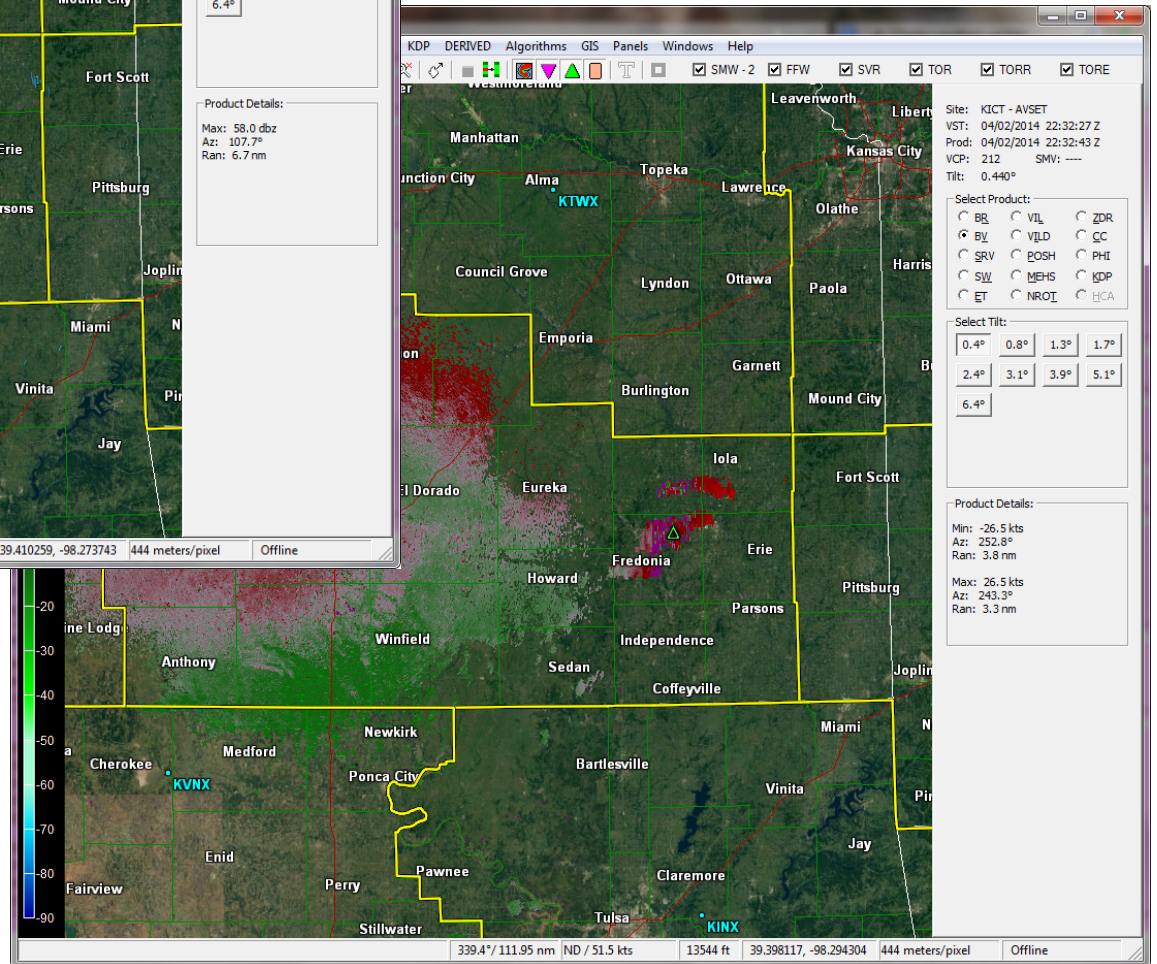 Mound City
6.4°
Fort Scott
Product Details:
Max: 58.0 dbz
Az: 107.7°
Ran: 6.7 nm
Erie
Pittsburg
rsons
Joplin
Miami
N
Vinita
Pir
Jay
39.410259, -98.273743 444 meters/pixel Offline
KDP DERIVED Algorithms GIS Panels Windows Help
T SMW - 2 FFW SVR TOR TORR TORE
Westmoreland
Leavenworth
Liberty
Manhattan
Kansas City
unction City
Alma
Topeka
Lawrence
KTWX
Olathe
Council Grove
Lyndon
Ottawa
Paola
Harris
Emporia
on
Garnett
Burlington
Mound City
Iola
El Dorado
Eureka
Fort Scott
Fredonia
Erie
Howard
Pittsburg
Parsons
ine Lodge
Winfield
Independence
Anthony
Sedan
Joplin
Coffeyville
Miami
Newkirk
N
a
Medford
Cherokee
Bartlesville
Ponca City
KVNX
Vinita
Pir
Jay
Enid
Pawnee
Claremore
Perry
Fairview
Tulsa
KINX
Stillwater
-20
-30
-40
-50
-60
-70
-80
-90
Site: KICT - AVSET
VST: 04/02/2014 22:32:27 Z
Prod: 04/02/2014 22:32:43 Z
VCP: 212 SMV: ----
Tilt: 0.440°
Select Product:
BR VIL ZDR
BV VILD CC
SRV POSH PHI
SW MEHS KDP
ET NROT HCA
Select Tilt:
0.4° 0.8° 1.3° 1.7°
2.4° 3.1° 3.9° 5.1°
6.4°
Product Details:
Min: -26.5 kts
Az: 252.8°
Ran: 3.8 nm
Max: 26.5 kts
Az: 243.3°
Ran: 3.3 nm
339.4°/ 111.95 nm ND / 51.5 kts 13544 ft 39.398117, -98.294304 444 meters/pixel Offline